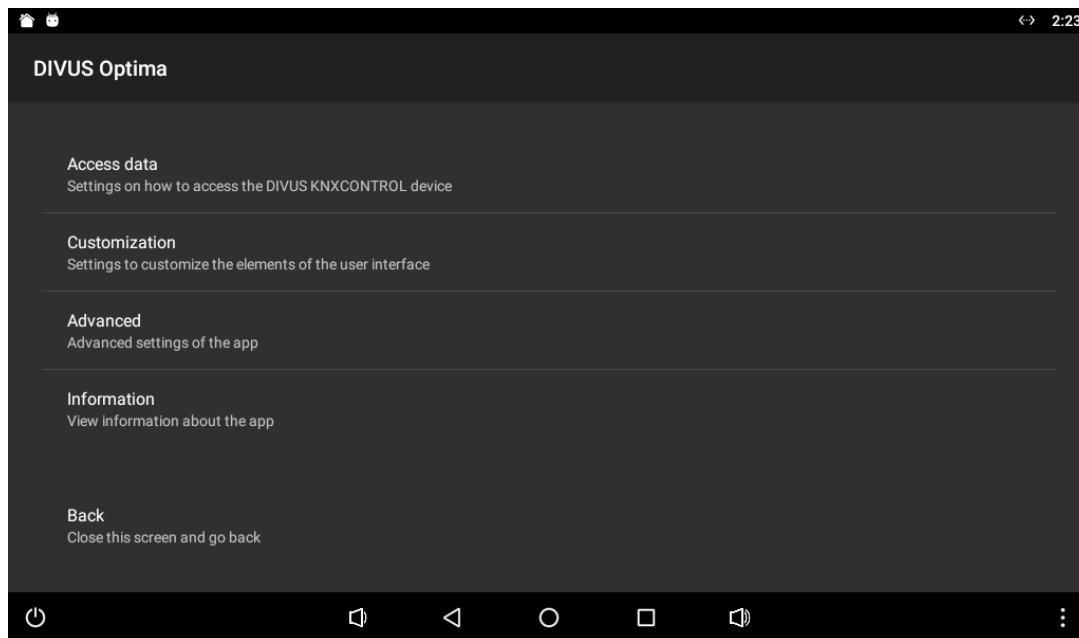 2:23
DIVUS Optima
Access data
Settings on how to access the DIVUS KNXCONTROL device
Customization
Settings to customize the elements of the user interface
Advanced
Advanced settings of the app
Information
View information about the app
Back
Close this screen and go back